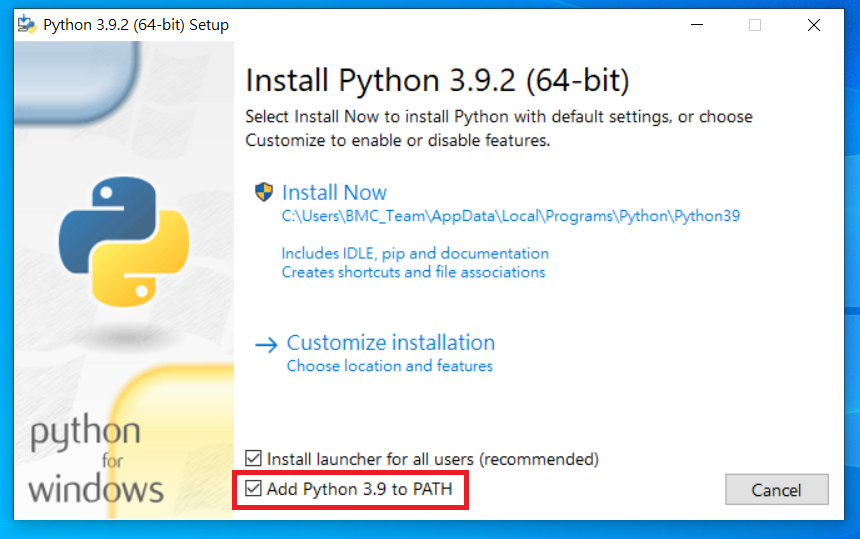 Python 3.9.2 (64-bit) Setup
Install Python 3.9.2 (64-bit)
Select Install Now to install Python with default settings, or choose
Customize to enable or disable features.
Install Now
C:\Users\BMC_Team\AppData\Local\Programs\Python\Python39
Includes IDLE, pip and documentation
Creates shortcuts and file associations
Customize installation
Choose location and features
python
for
windows
Install launcher for all users (recommended)
Add Python 3.9 to PATH
Cancel